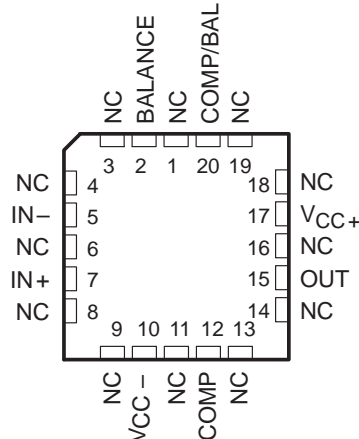 NC
BALANCE
NC
COMP/BAL
NC
3 2 1 20 19
NC 4
IN− 5
NC 6
IN+ 7
NC 8
18 NC
17 VCC+
16 NC
15 OUT
14 NC
9 10 11 12 13
NC
VCC−
NC
COMP
NC